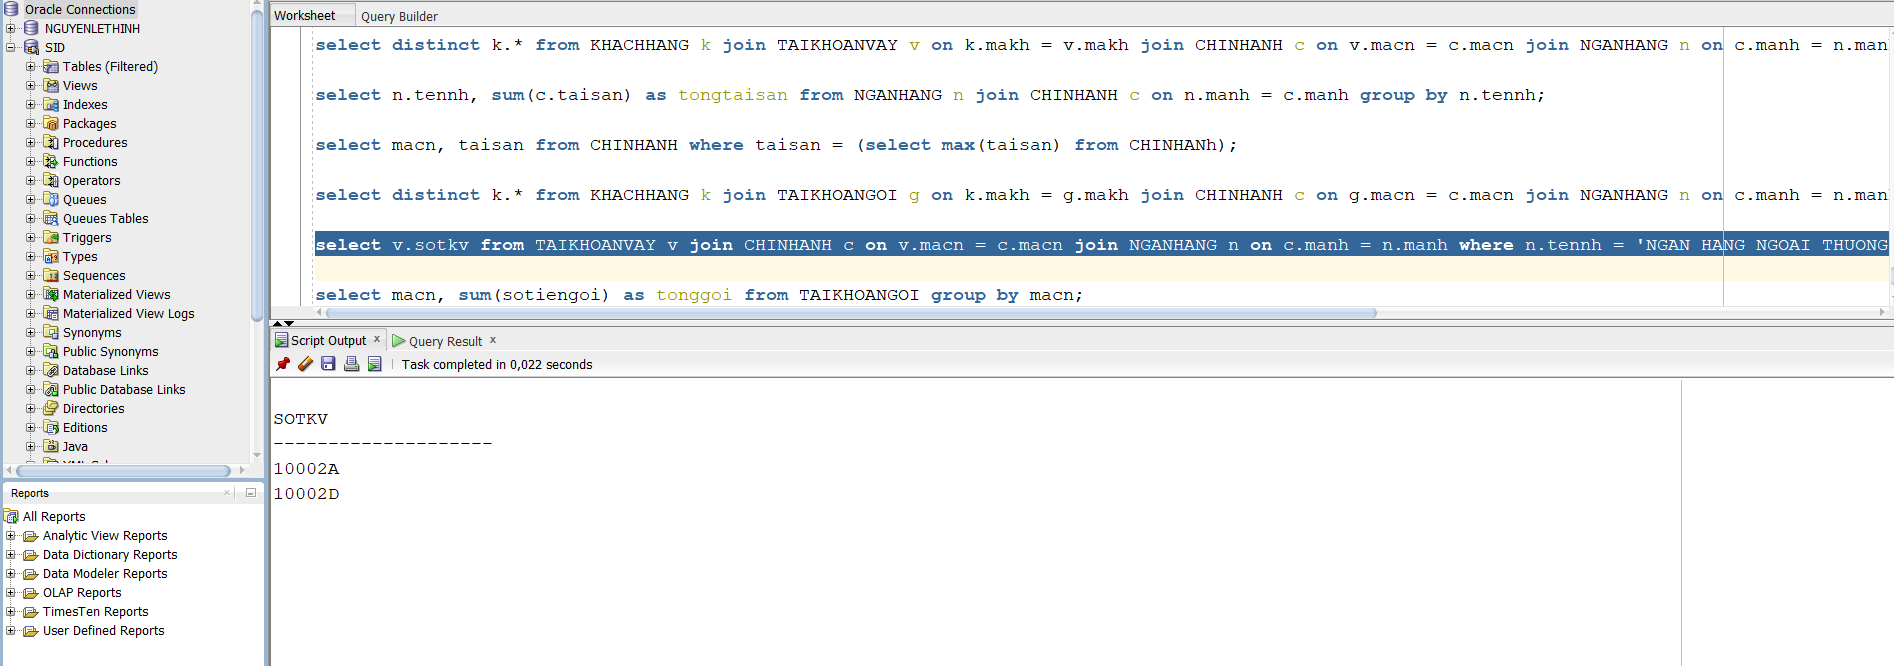 Oracle Connections
NGUYENLETHINH
SID
Tables (Filtered)
Views
Indexes
Packages
Procedures
Functions
Operators
Queues
Queues Tables
Triggers
Types
Sequences
Materialized Views
Materialized View Logs
Synonyms
Public Synonyms
Database Links
Public Database Links
Directories
Editions
Java
Reports
All Reports
Analytic View Reports
Data Dictionary Reports
Data Modeler Reports
OLAP Reports
TimesTen Reports
User Defined Reports
Worksheet Query Builder
select distinct k.* from KHACHHANG k join TAIKHOANVAY v on k.makh = v.makh join CHINHANH c on v.macn = c.macn join NGANHANG n on c.manh = n.man
select n.tennh, sum(c.taisan) as tongtaisan from NGANHANG n join CHINHANH c on n.manh = c.manh group by n.tennh;
select macn, taisan from CHINHANH where taisan = (select max(taisan) from CHINHANh);
select distinct k.* from KHACHHANG k join TAIKHOANGOI g on k.makh = g.makh join CHINHANH c on g.macn = c.macn join NGANHANG n on c.manh = n.man
select v.sotkv from TAIKHOANVAY v join CHINHANH c on v.macn = c.macn join NGANHANG n on c.manh = n.manh where n.tennh = 'NGAN HANG NGOAI THUONG
select macn, sum(sotiengoi) as tonggoi from TAIKHOANGOI group by macn;
Script Output x Query Result x
Task completed in 0,022 seconds
SOTKV
--------------------
10002A
10002D